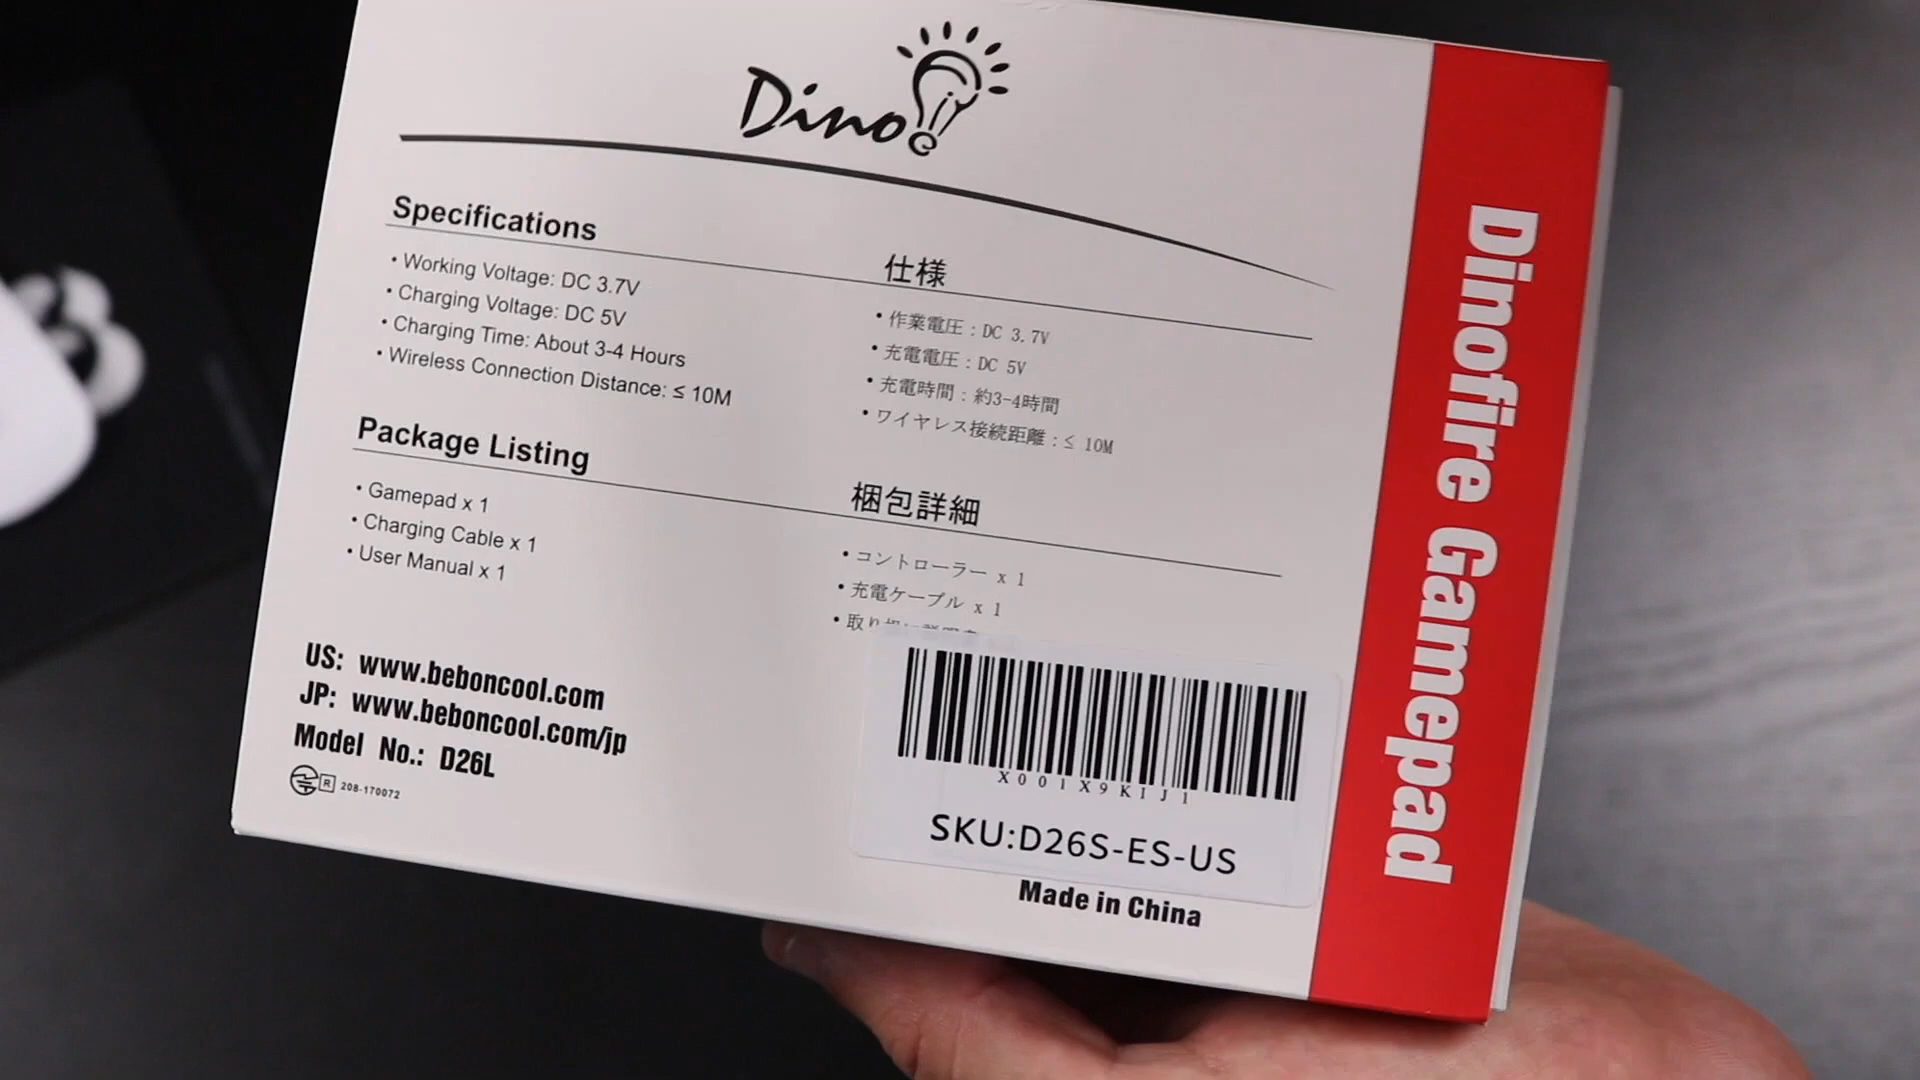 Dino
Specifications
• Working Voltage: DC 3.7V
• Charging Voltage: DC 5V
• Charging Time: About 3-4 Hours
• Wireless Connection Distance: ≤ 10M
仕様
• 作業電圧：DC 3.7V
• 充電電圧：DC 5V
• 充電時間：約3-4時間
• ワイヤレス接続距離：≤ 10M
Package Listing
• Gamepad x 1
• Charging Cable x 1
• User Manual x 1
梱包詳細
• コントローラー x 1
• 充電ケーブル x 1
• 取り
US: www.beboncool.com
JP: www.beboncool.com/jp
Model No.: D26L
R 208-170072
X001X9KIJ1
SKU:D26S-ES-US
Made in China
Dinofire Gamepad